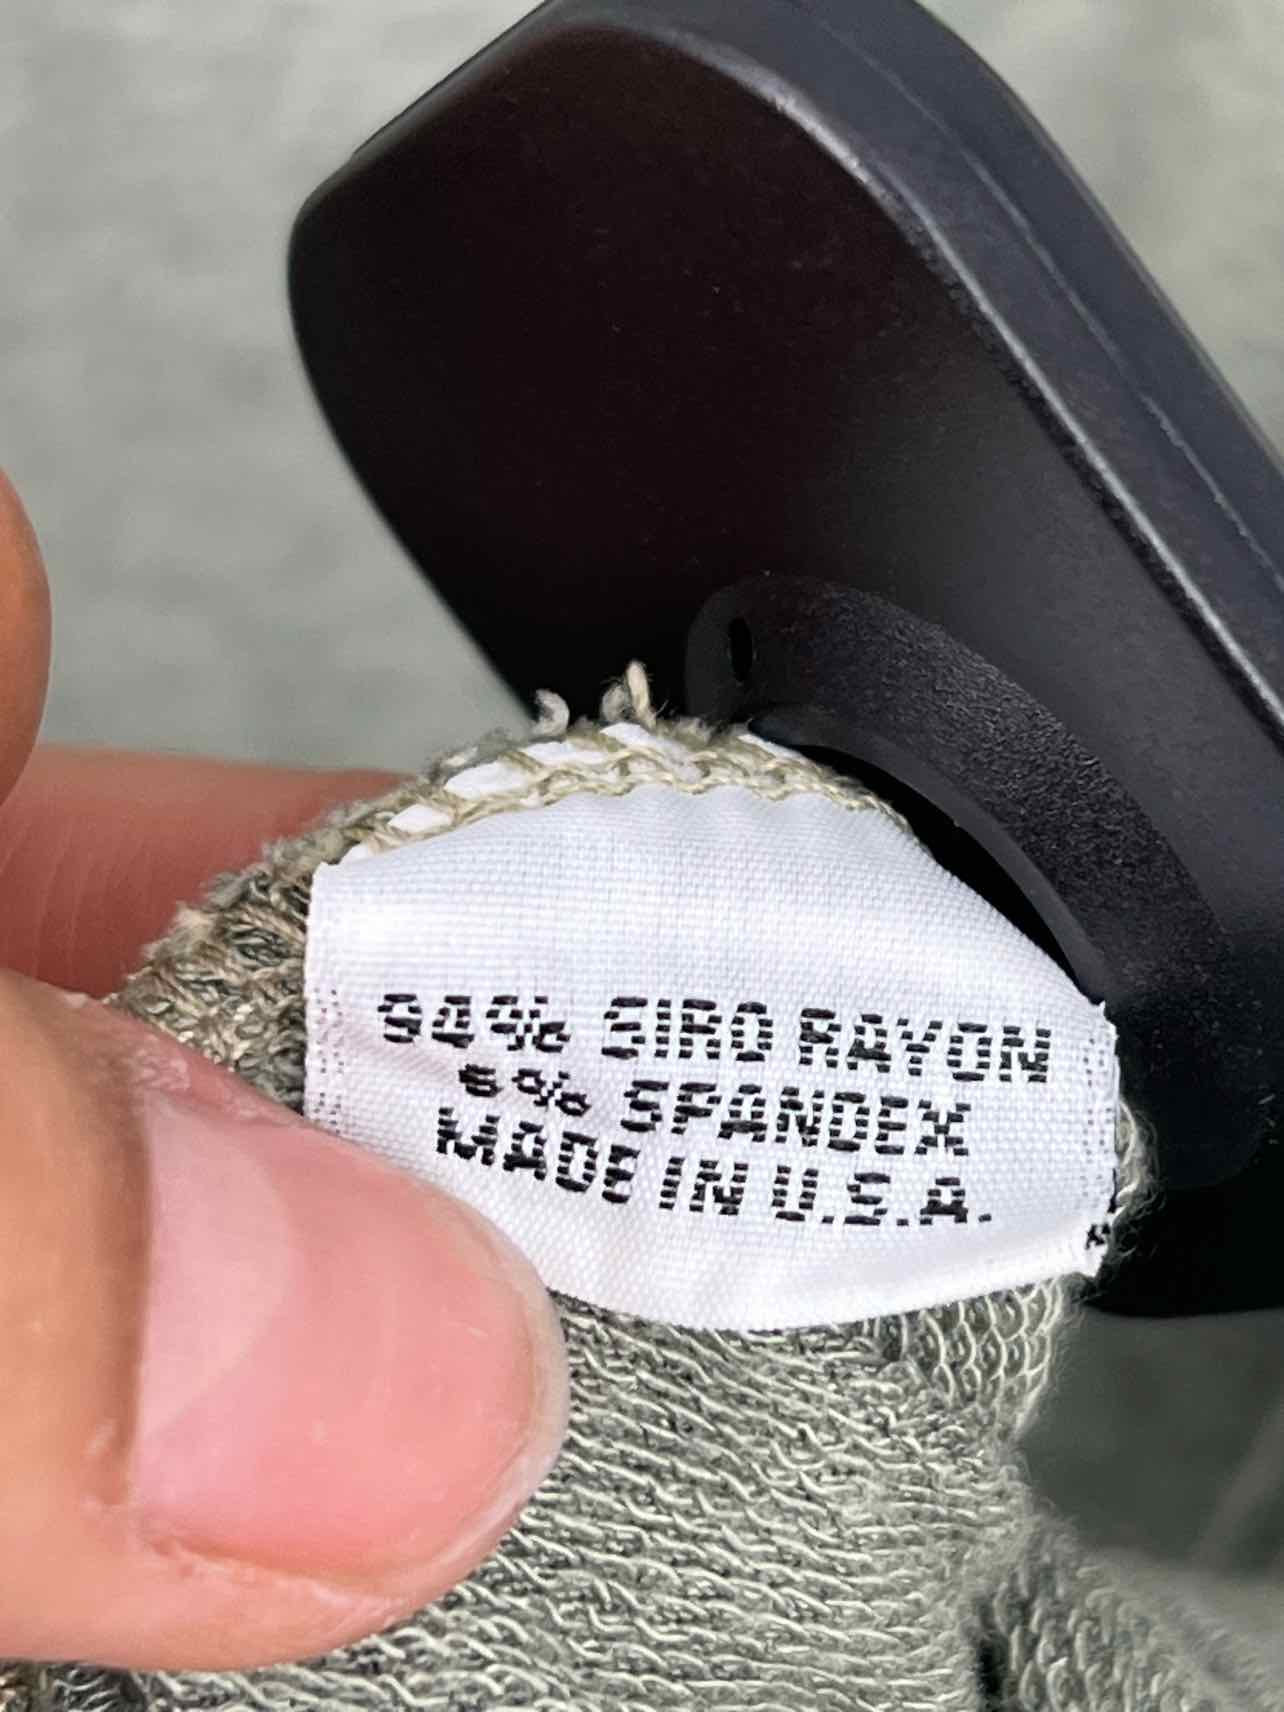 94% SIRO RAYON
6% SPANDEX
MADE IN U.S.A.